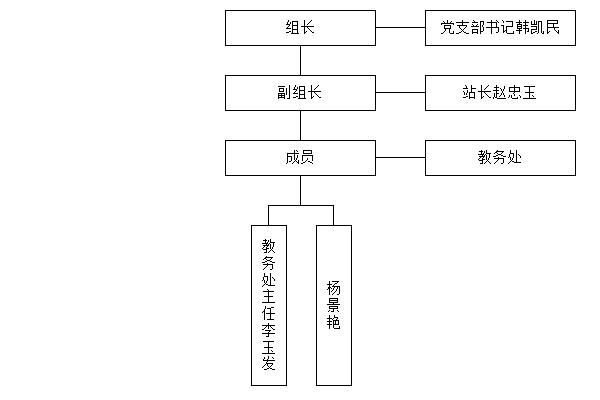 组长
党支部书记韩凯民
副组长
站长赵忠玉
成员
教务处
教务处主任李玉发
杨景艳